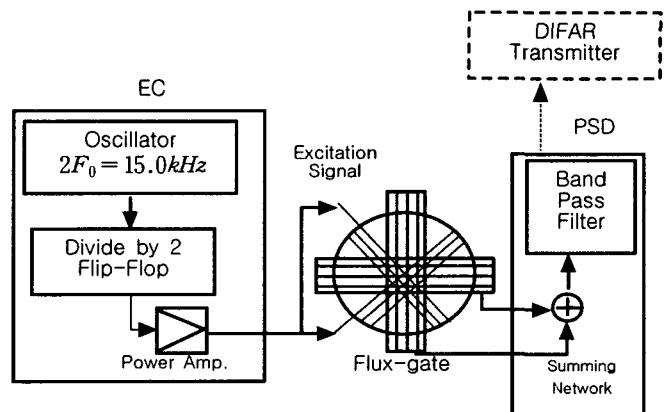 DIFAR
Transmitter
EC
PSD
Oscillator
2F₀ = 15.0kHz
Excitation
Signal
Band
Pass
Filter
Divide by 2
Flip-Flop
Power Amp.
Flux-gate
Summing
Network